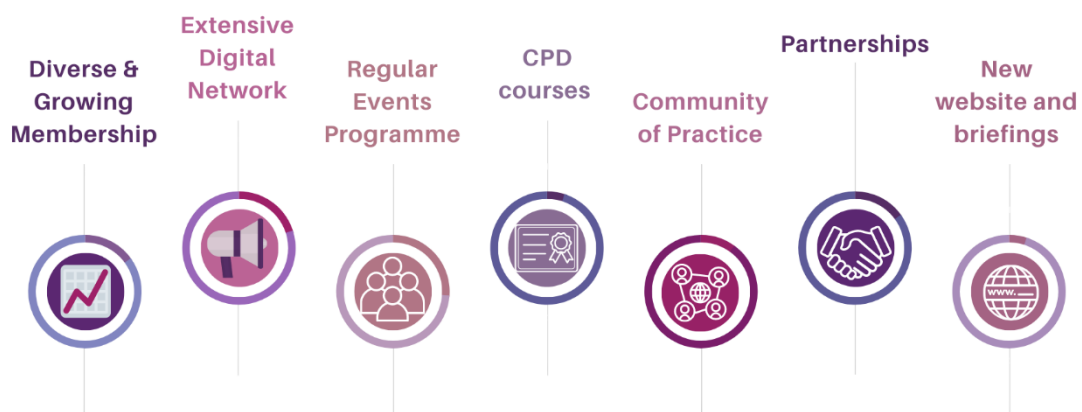 Diverse &
Growing
Membership
Extensive
Digital
Network
Regular
Events
Programme
CPD
courses
Community
of Practice
Partnerships
New
website and
briefings
www.